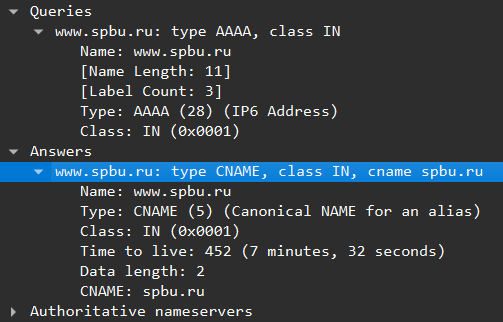 Queries
www.spbu.ru: type AAAA, class IN
Name: www.spbu.ru
[Name Length: 11]
[Label Count: 3]
Type: AAAA (28) (IP6 Address)
Class: IN (0x0001)
Answers
www.spbu.ru: type CNAME, class IN, cname spbu.ru
Name: www.spbu.ru
Type: CNAME (5) (Canonical NAME for an alias)
Class: IN (0x0001)
Time to live: 452 (7 minutes, 32 seconds)
Data length: 2
CNAME: spbu.ru
Authoritative nameservers